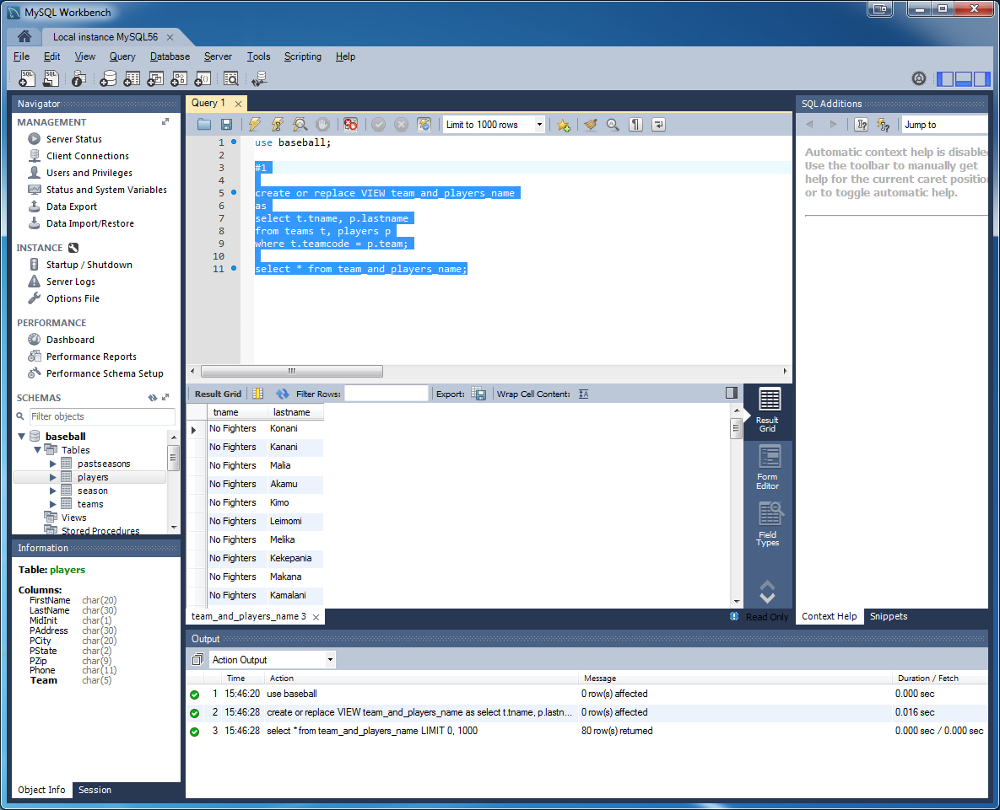 MySQL Workbench
Local instance MySQL56
File Edit View Query Database Server Tools Scripting Help
Navigator
MANAGEMENT
Server Status
Client Connections
Users and Privileges
Status and System Variables
Data Export
Data Import/Restore
INSTANCE
Startup / Shutdown
Server Logs
Options File
PERFORMANCE
Dashboard
Performance Reports
Performance Schema Setup
SCHEMAS
Filter objects
baseball
Tables
pastseasons
players
season
teams
Views
Stored Procedures
Information
Table: players
Columns:
FirstName char(20)
LastName char(30)
MidInit char(1)
PAddress char(30)
PCity char(20)
PState char(2)
PZip char(9)
Phone char(11)
Team char(5)
Object Info Session
Query 1
Limit to 1000 rows
1 use baseball;
2
3 #1
4
5 create or replace VIEW team_and_players_name
6 as
7 select t.tname, p.lastname
8 from teams t, players p
9 where t.teamcode = p.team;
10
11 select * from team_and_players_name;
Result Grid Filter Rows: Export: Wrap Cell Content:
tname lastname
No Fighters Konani
No Fighters Kanani
No Fighters Malia
No Fighters Akamu
No Fighters Kimo
No Fighters Leimomi
No Fighters Melika
No Fighters Kekepania
No Fighters Makana
No Fighters Kamalani
Result
Grid
Form
Editor
Field
Types
team_and_players_name 3
Read Only
SQL Additions
Jump to
Automatic context help is disable
Use the toolbar to manually get
help for the current caret positio
or to toggle automatic help.
Context Help Snippets
Output
Action Output
Time Action Message Duration / Fetch
1 15:46:20 use baseball 0 row(s) affected 0.000 sec
2 15:46:28 create or replace VIEW team_and_players_name as select t.tname, p.lastn... 0 row(s) affected 0.016 sec
3 15:46:28 select * from team_and_players_name LIMIT 0, 1000 80 row(s) returned 0.000 sec / 0.000 sec